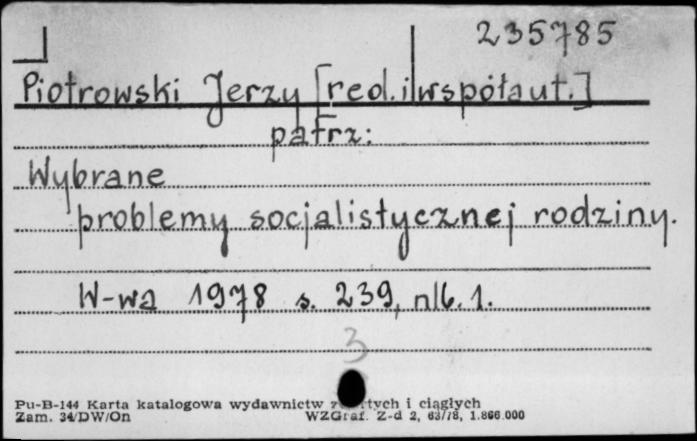 235785
Piotrowski Jerzy [red. i współaut.]
patrz:
Wybrane
problemy socjalistycznej rodziny.
W-wa 1978 s. 239, nlb. 1.
3
Pu-B-144 Karta katalogowa wydawnictw i ciągłych
Zam. 34/DW/On WZGraf. Z-d 2, 63/78, 1.866.000